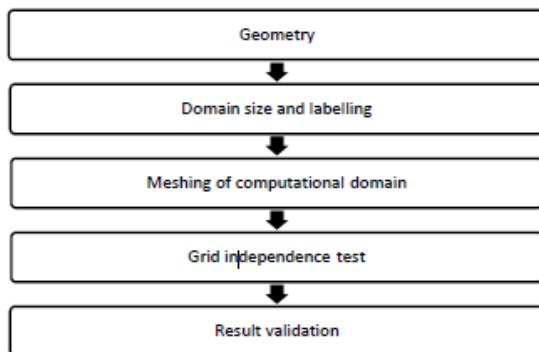 Geometry
Domain size and labelling
Meshing of computational domain
Grid independence test
Result validation